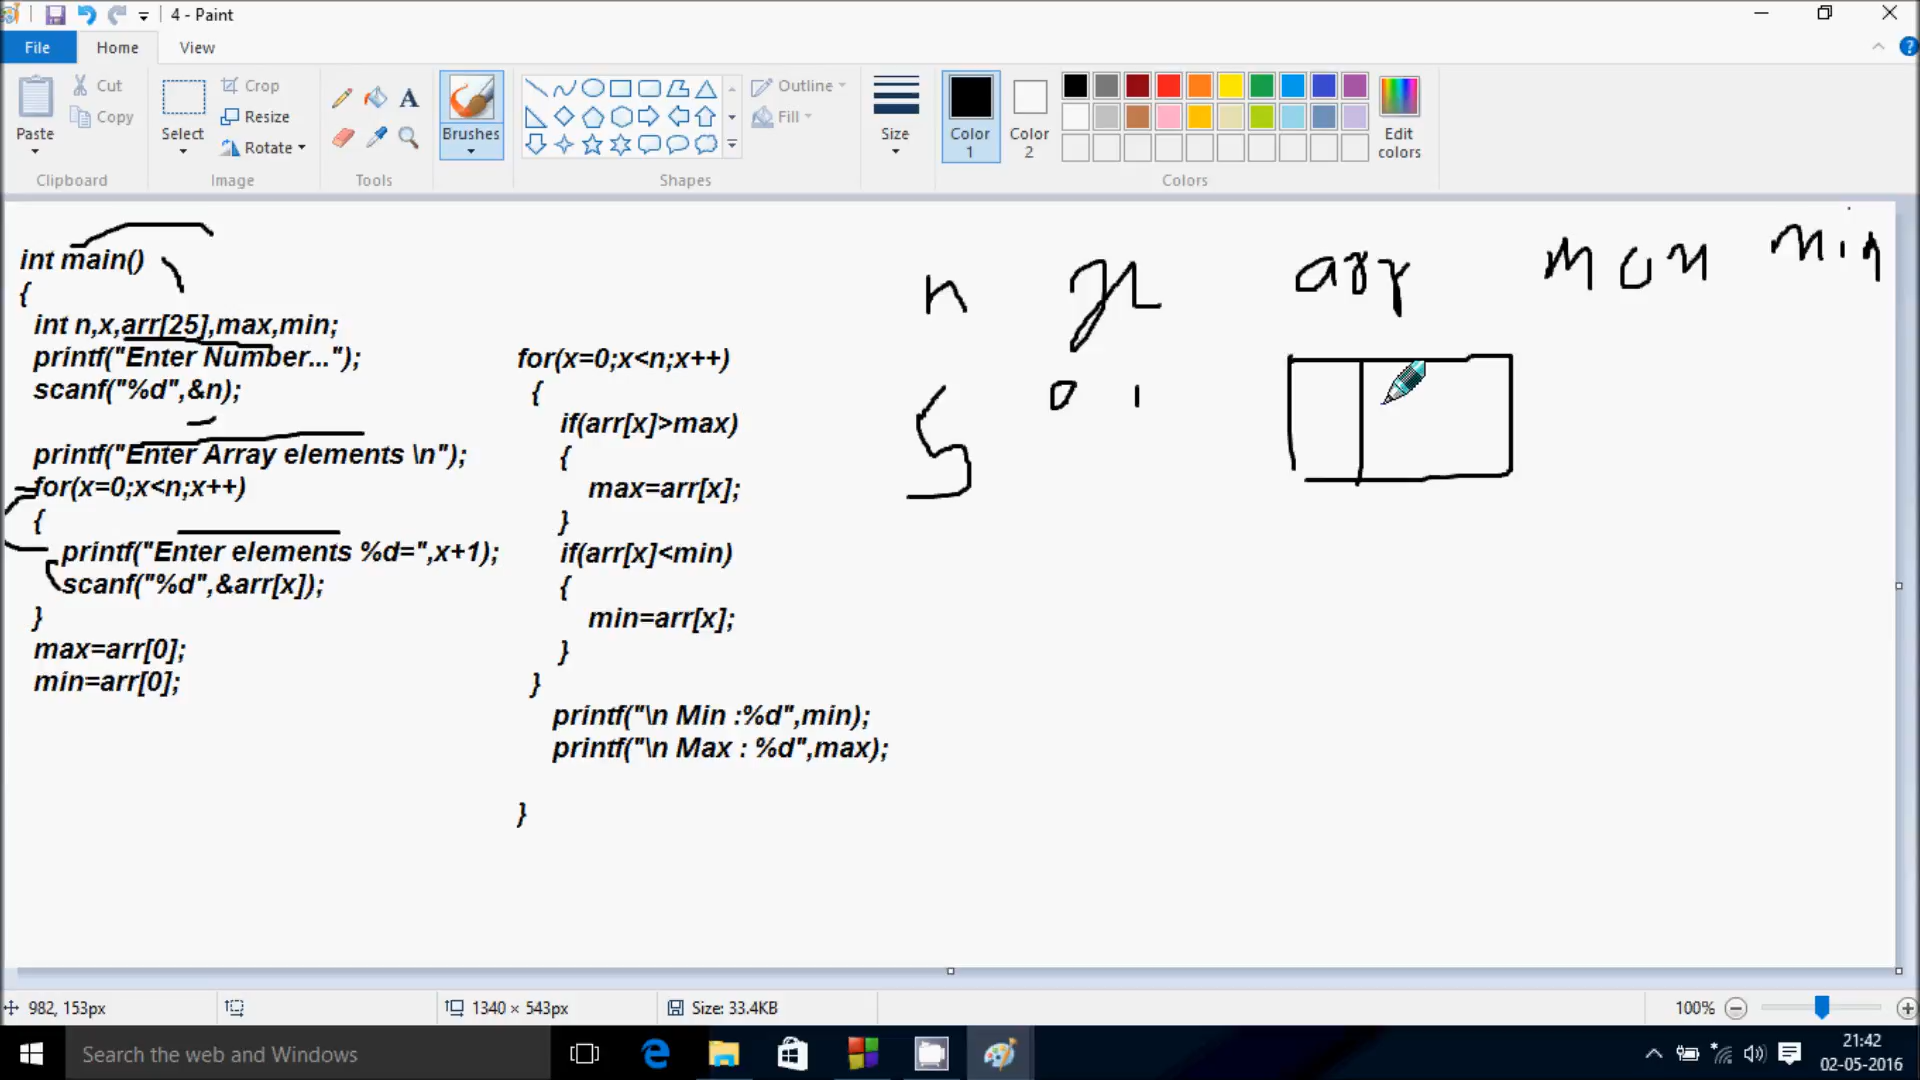 4 - Paint
File Home View
Paste
Cut
Copy
Clipboard
Select
Crop
Resize
Rotate
Image
A
Tools
Brushes
Shapes
Outline
Fill
Size
Color 1
Color 2
Edit colors
Colors
int main()
{
int n,x,arr[25],max,min;
printf("Enter Number...");
scanf("%d",&n);
printf("Enter Array elements \n");
for(x=0;x<n;x++)
{
printf("Enter elements %d=",x+1);
scanf("%d",&arr[x]);
}
max=arr[0];
min=arr[0];
for(x=0;x<n;x++)
{
if(arr[x]>max)
{
max=arr[x];
}
if(arr[x]<min)
{
min=arr[x];
}
}
printf("\n Min :%d",min);
printf("\n Max : %d",max);
}
n x arr max min
5 0 1
982, 153px
1340 × 543px
Size: 33.4KB
100%
Search the web and Windows
21:42
02-05-2016